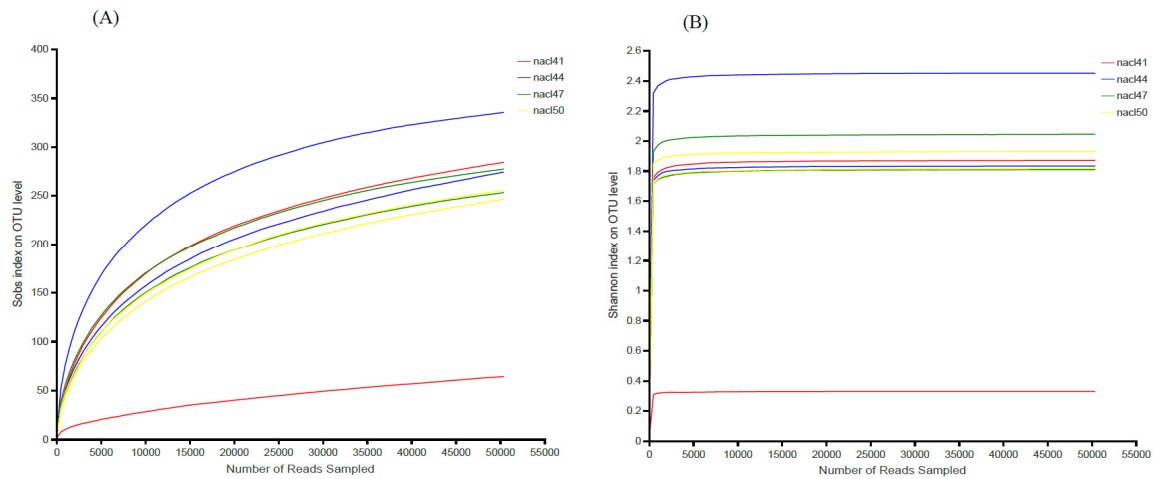 (A)
400
350
300
250
200
150
100
50
0
Sobs index on OTU level
0 5000 10000 15000 20000 25000 30000 35000 40000 45000 50000 55000
Number of Reads Sampled
nacl41
nacl44
nacl47
nacl50
(B)
2.6
2.4
2.2
2
1.8
1.6
1.4
1.2
1
0.8
0.6
0.4
0.2
0
Shannon index on OTU level
0 5000 10000 15000 20000 25000 30000 35000 40000 45000 50000 55000
Number of Reads Sampled
nacl41
nacl44
nacl47
nacl50